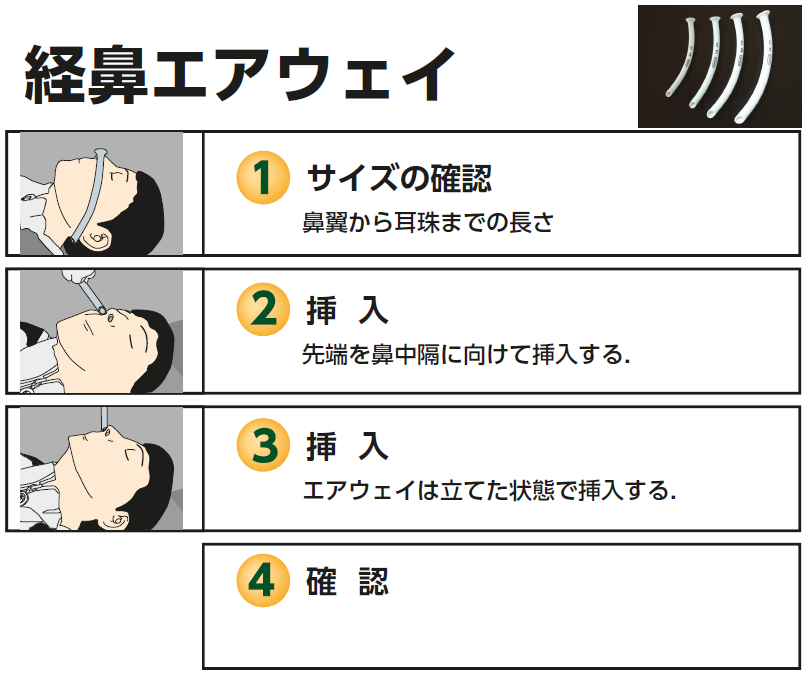 経鼻エアウェイ
1 サイズの確認
鼻翼から耳珠までの長さ
2 挿 入
先端を鼻中隔に向けて挿入する.
3 挿 入
エアウェイは立てた状態で挿入する.
4 確 認